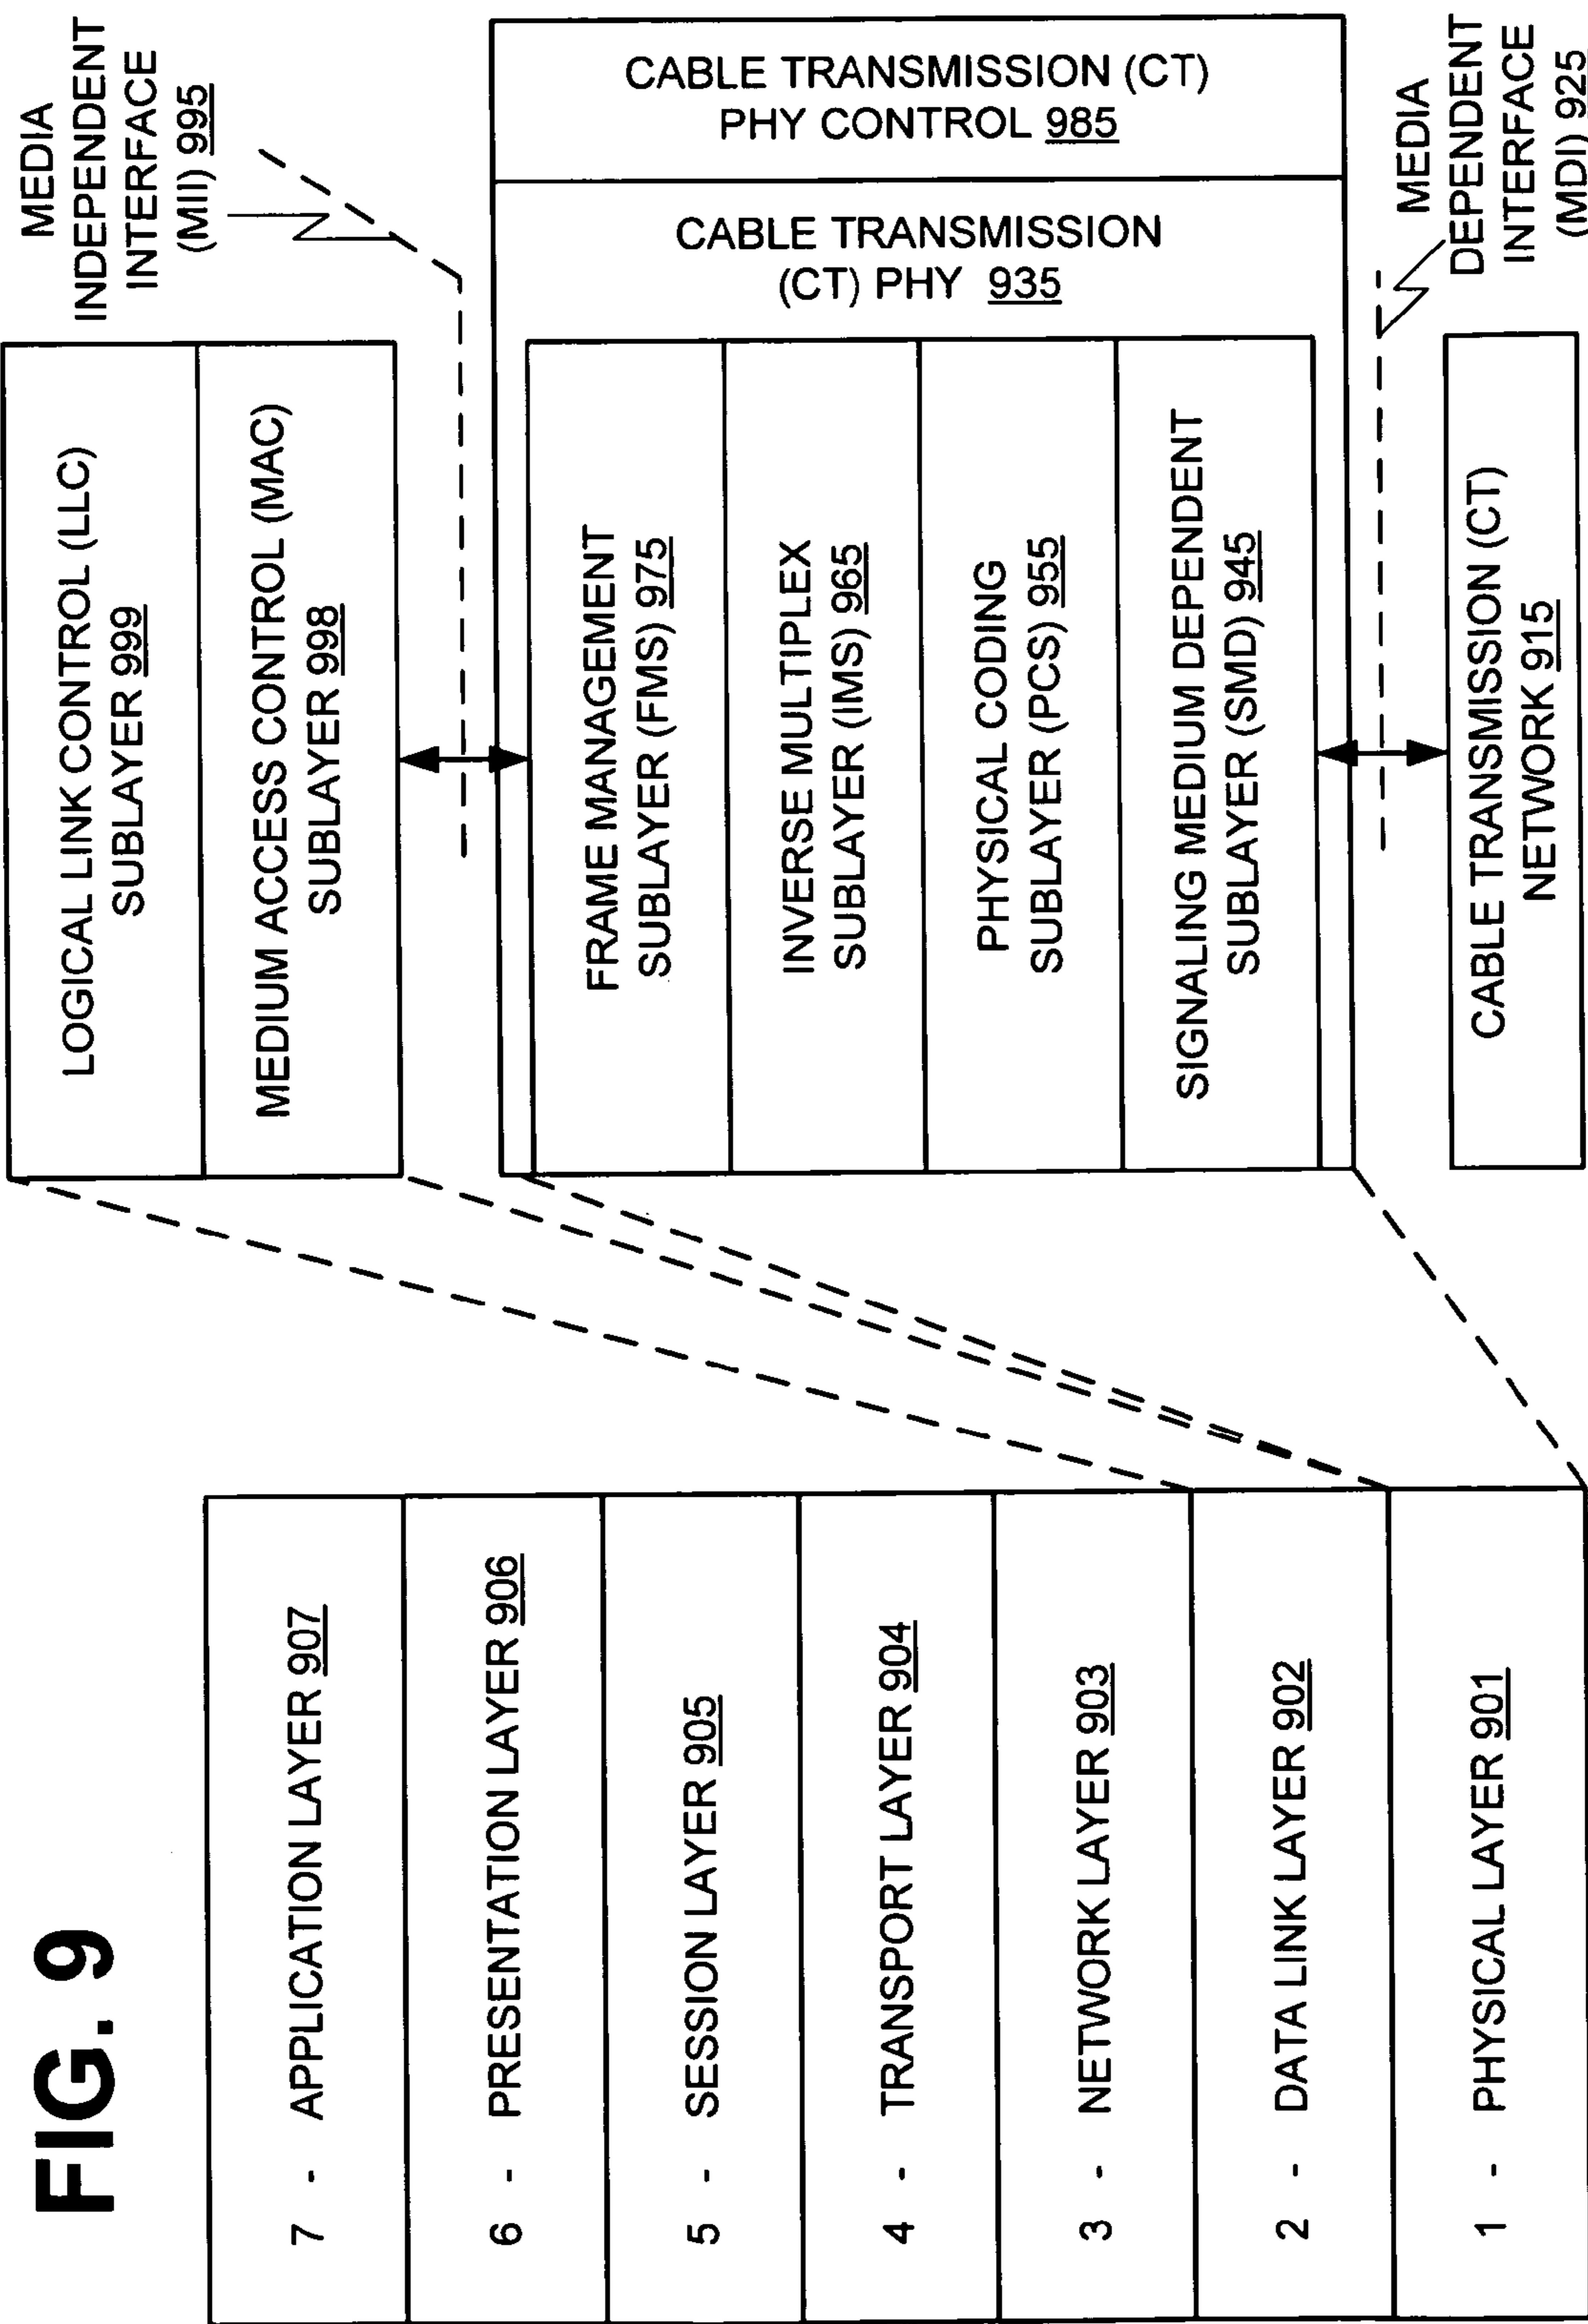 FIG. 9
7 - APPLICATION LAYER 907
6 - PRESENTATION LAYER 906
5 - SESSION LAYER 905
4 - TRANSPORT LAYER 904
3 - NETWORK LAYER 903
2 - DATA LINK LAYER 902
1 - PHYSICAL LAYER 901
LOGICAL LINK CONTROL (LLC)
SUBLAYER 999
MEDIUM ACCESS CONTROL (MAC)
SUBLAYER 998
MEDIA
INDEPENDENT
INTERFACE
(MII) 995
FRAME MANAGEMENT
SUBLAYER (FMS) 975
INVERSE MULTIPLEX
SUBLAYER (IMS) 965
PHYSICAL CODING
SUBLAYER (PCS) 955
SIGNALING MEDIUM DEPENDENT
SUBLAYER (SMD) 945
CABLE TRANSMISSION
(CT) PHY 935
CABLE TRANSMISSION (CT)
PHY CONTROL 985
MEDIA
DEPENDENT
INTERFACE
(MDI) 925
CABLE TRANSMISSION (CT)
NETWORK 915